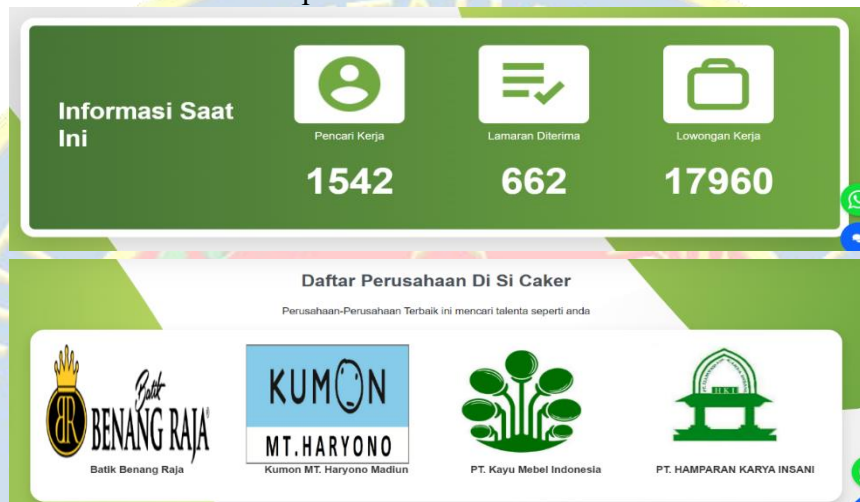 Informasi Saat
Ini
Pencari Kerja
Lamaran Diterima
Lowongan Kerja
1542
662
17960
Daftar Perusahaan Di Si Caker
Perusahaan-Perusahaan Terbaik ini mencari talenta seperti anda
BR
Batik
BENANG RAJA
KUMON
MT.HARYONO
HKI
Batik Benang Raja
Kumon MT. Haryono Madiun
PT. Kayu Mebel Indonesia
PT. HAMPARAN KARYA INSANI